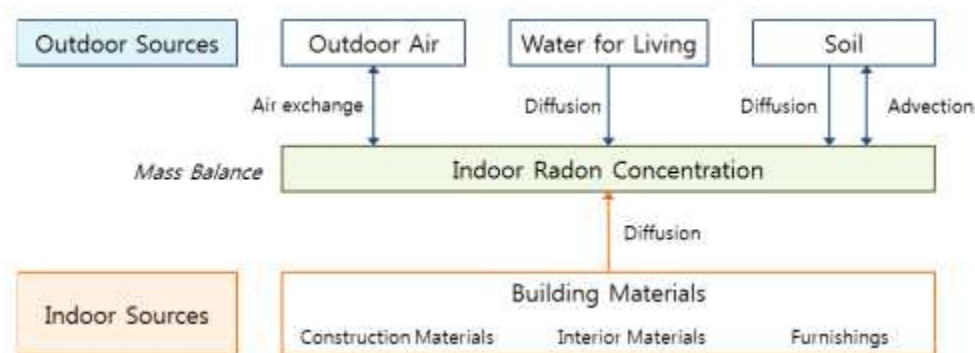 Outdoor Sources Outdoor Air Water for Living Soil
Air exchange Diffusion Diffusion Advection
Mass Balance Indoor Radon Concentration
Diffusion
Building Materials
Indoor Sources
Construction Materials Interior Materials Furnishings